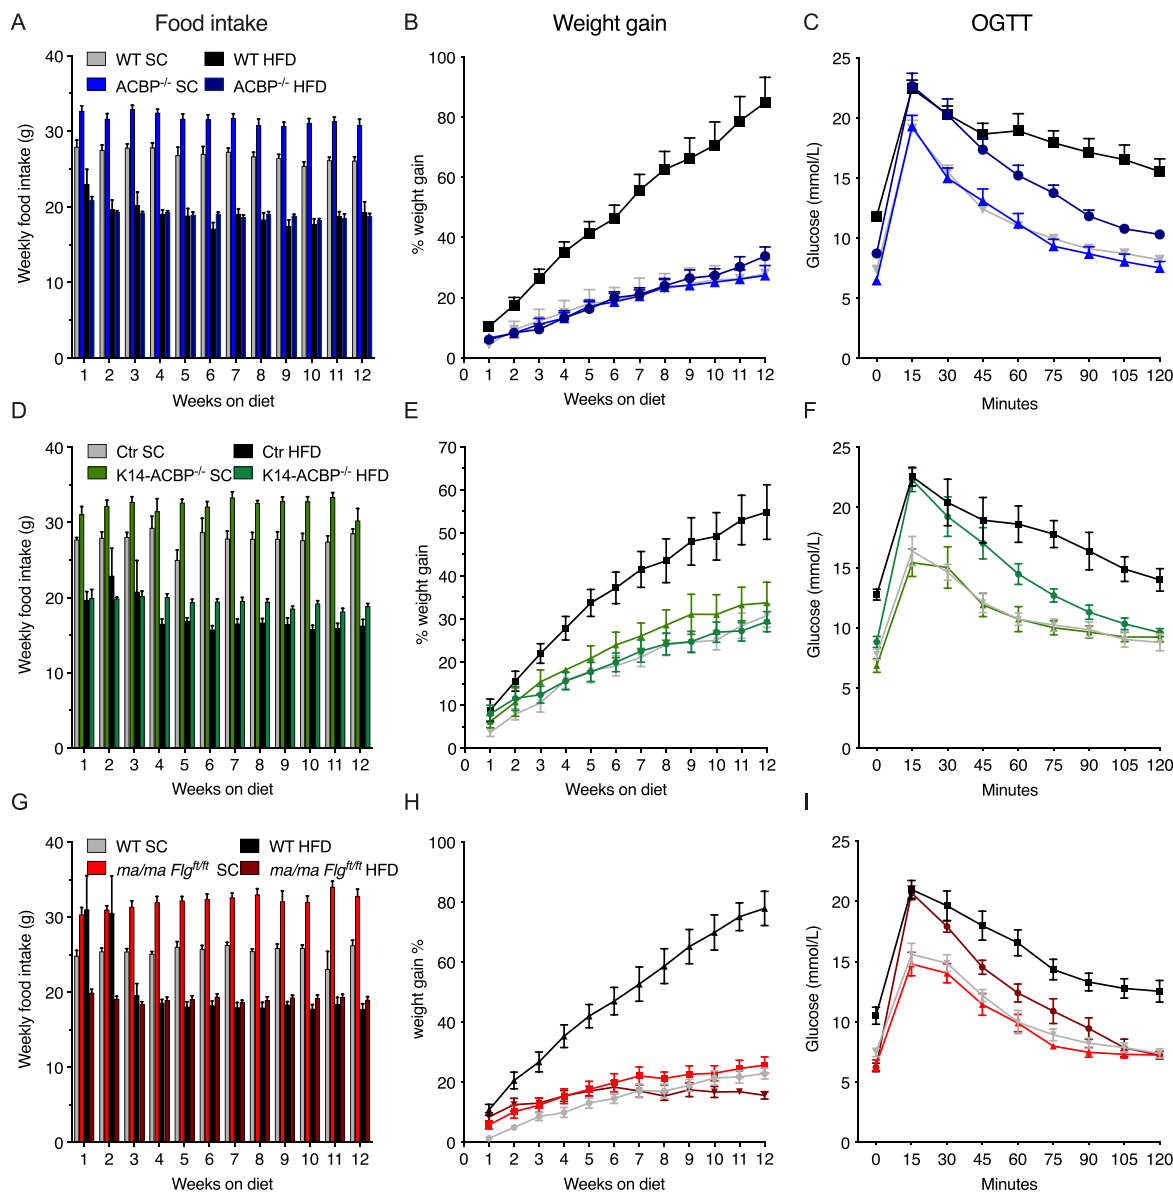 A Food intake B Weight gain C OGTT
WT SC WT HFD
ACBP-/- SC ACBP-/- HFD
Weekly food intake (g)
40
30
20
10
0
1 2 3 4 5 6 7 8 9 10 11 12
Weeks on diet
% weight gain
100
80
60
40
20
0
0 1 2 3 4 5 6 7 8 9 10 11 12
Weeks on diet
Glucose (mmol/L)
25
20
15
10
5
0
0 15 30 45 60 75 90 105 120
Minutes
D E F
Ctr SC Ctr HFD
K14-ACBP-/- SC K14-ACBP-/- HFD
Weekly food intake (g)
40
30
20
10
0
1 2 3 4 5 6 7 8 9 10 11 12
Weeks on diet
% weight gain
70
60
50
40
30
20
10
0
0 1 2 3 4 5 6 7 8 9 10 11 12
Weeks on diet
Glucose (mmol/L)
25
20
15
10
5
0
0 15 30 45 60 75 90 105 120
Minutes
G H I
WT SC WT HFD
ma/ma Flgft/ft SC ma/ma Flgft/ft HFD
Weekly food intake (g)
40
30
20
10
0
1 2 3 4 5 6 7 8 9 10 11 12
Weeks on diet
weight gain %
100
80
60
40
20
0
0 1 2 3 4 5 6 7 8 9 10 11 12
Weeks on diet
Glucose (mmol/L)
25
20
15
10
5
0
0 15 30 45 60 75 90 105 120
Minutes